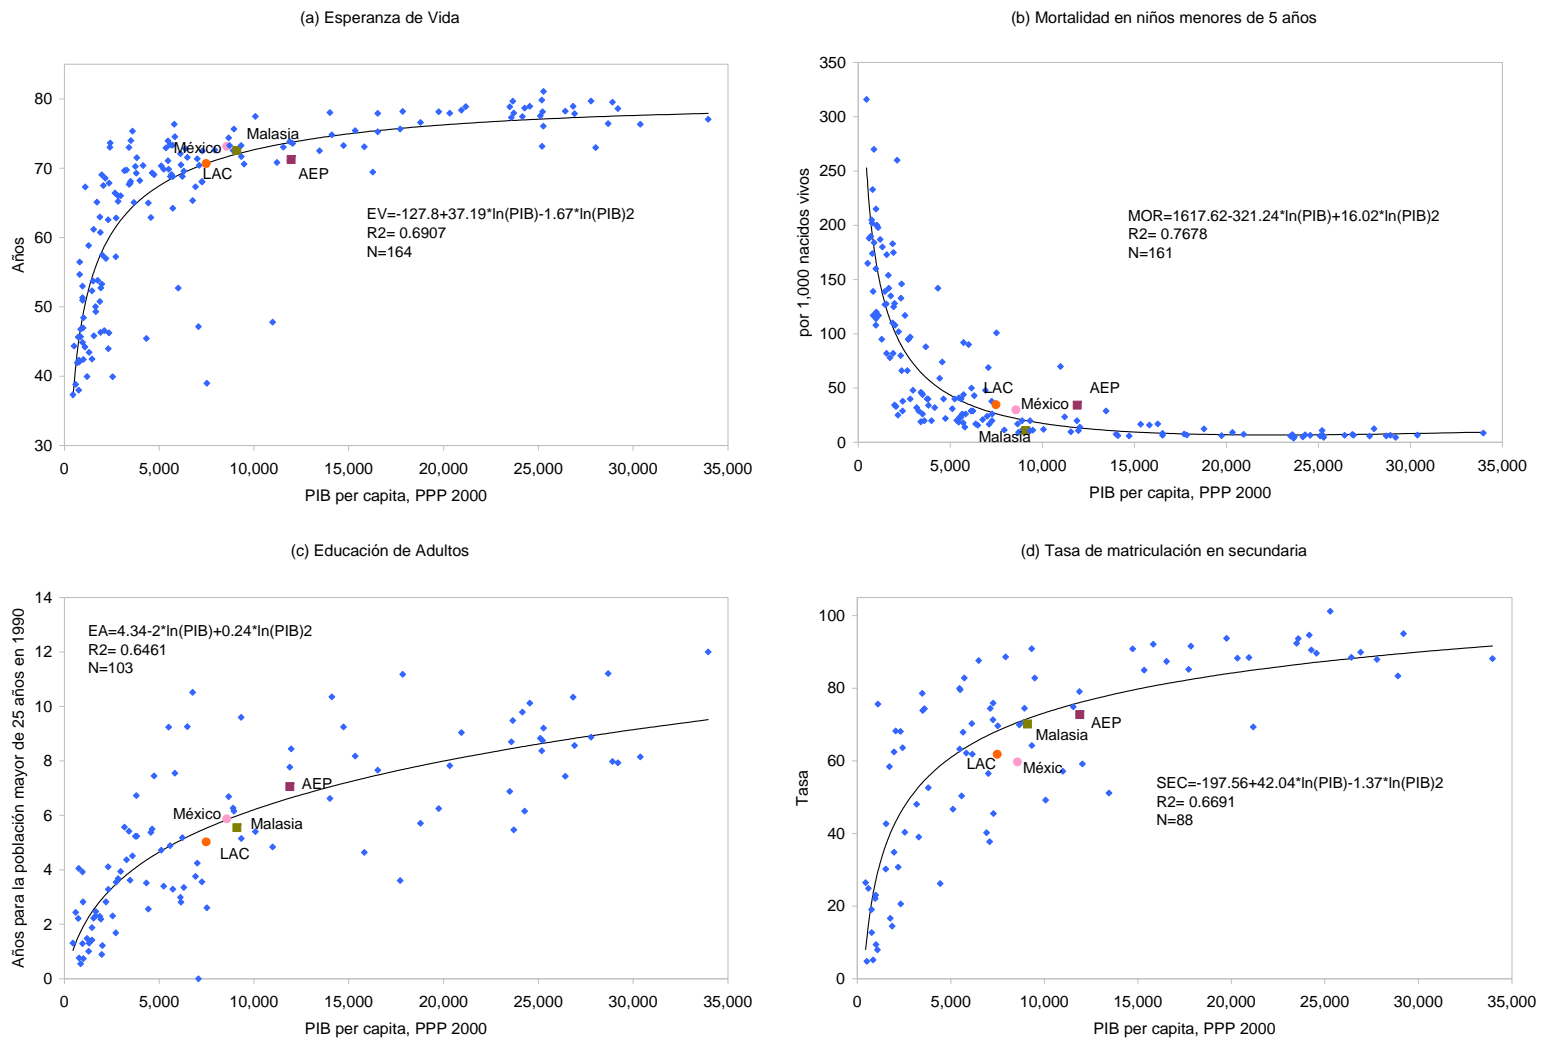 (a) Esperanza de Vida
80
70
60
50
40
30
Años
0
5,000
10,000
15,000
20,000
25,000
30,000
35,000
PIB per capita, PPP 2000
México
Malasia
LAC
AEP
EV=-127.8+37.19*ln(PIB)-1.67*ln(PIB)2
R2= 0.6907
N=164
(b) Mortalidad en niños menores de 5 años
350
300
250
200
150
100
50
0
por 1,000 nacidos vivos
0
5,000
10,000
15,000
20,000
25,000
30,000
35,000
PIB per capita, PPP 2000
MOR=1617.62-321.24*ln(PIB)+16.02*ln(PIB)2
R2= 0.7678
N=161
LAC
AEP
México
Malasia
(c) Educación de Adultos
14
12
10
8
6
4
2
0
Años para la población mayor de 25 años en 1990
0
5,000
10,000
15,000
20,000
25,000
30,000
35,000
PIB per capita, PPP 2000
EA=4.34-2*ln(PIB)+0.24*ln(PIB)2
R2= 0.6461
N=103
AEP
México
Malasia
LAC
(d) Tasa de matriculación en secundaria
100
80
60
40
20
0
Tasa
0
5,000
10,000
15,000
20,000
25,000
30,000
35,000
PIB per capita, PPP 2000
AEP
Malasia
LAC
Méxic
SEC=-197.56+42.04*ln(PIB)-1.37*ln(PIB)2
R2= 0.6691
N=88